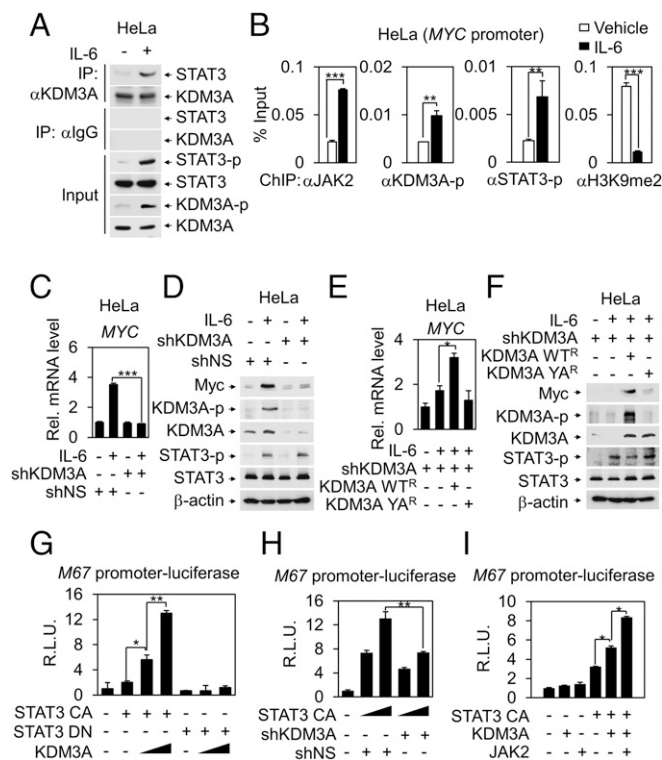 A
HeLa
IL-6 - +
IP:
αKDM3A
STAT3
KDM3A
IP: αIgG
STAT3
KDM3A
Input
STAT3-p
STAT3
KDM3A-p
KDM3A
B
HeLa (MYC promoter)
Vehicle
IL-6
% Input
0.1 0.05 0
***
0.02 0.01 0
**
0.01 0.005 0
**
0.1 0.05 0
***
ChIP: αJAK2 αKDM3A-p αSTAT3-p αH3K9me2
C
HeLa
MYC
Rel. mRNA level
6
4
2
0
***
IL-6 - + - +
shKDM3A - - + +
shNS + + - -
D
HeLa
IL-6 - + - +
shKDM3A - - + +
shNS + + - -
Myc
KDM3A-p
KDM3A
STAT3-p
STAT3
β-actin
E
HeLa
MYC
Rel. mRNA level
4
2
0
*
IL-6 - + + +
shKDM3A + + + +
KDM3A WTR - - + -
KDM3A YAR - - - +
F
HeLa
IL-6 - + + +
shKDM3A + + + +
KDM3A WTR - - + -
KDM3A YAR - - - +
Myc
KDM3A-p
KDM3A
STAT3-p
STAT3
β-actin
G
M67 promoter-luciferase
R.L.U.
16
12
8
4
0
* **
STAT3 CA - + + + - - -
STAT3 DN - - - - + + +
KDM3A - - -
H
M67 promoter-luciferase
R.L.U.
16
12
8
4
0
**
STAT3 CA -
shKDM3A - - - + +
shNS - + + - -
I
M67 promoter-luciferase
R.L.U.
10
8
6
4
2
0
* *
STAT3 CA - - - + + +
KDM3A - + - - + +
JAK2 - - + - - +